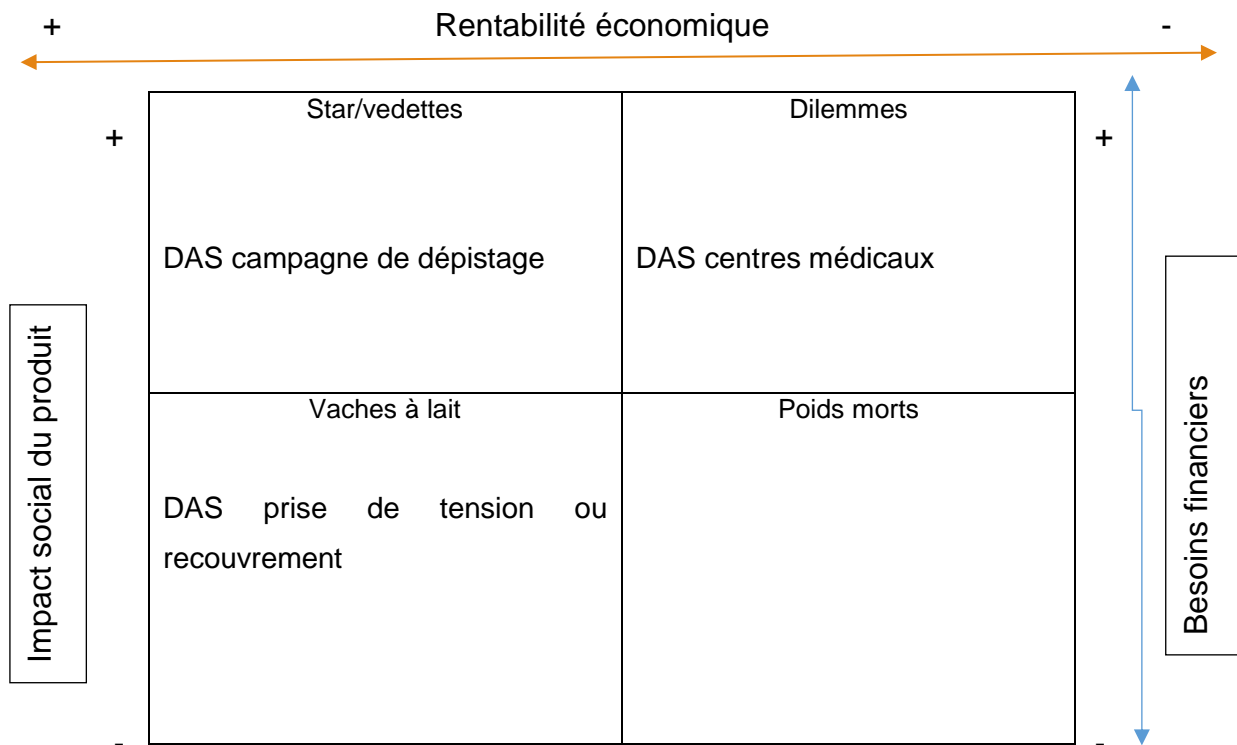 + Rentabilité économique -
Star/vedettes Dilemmes
+ +
DAS campagne de dépistage DAS centres médicaux
Impact social du produit
Vaches à lait Poids morts
Besoins financiers
DAS prise de tension ou
recouvrement
- -